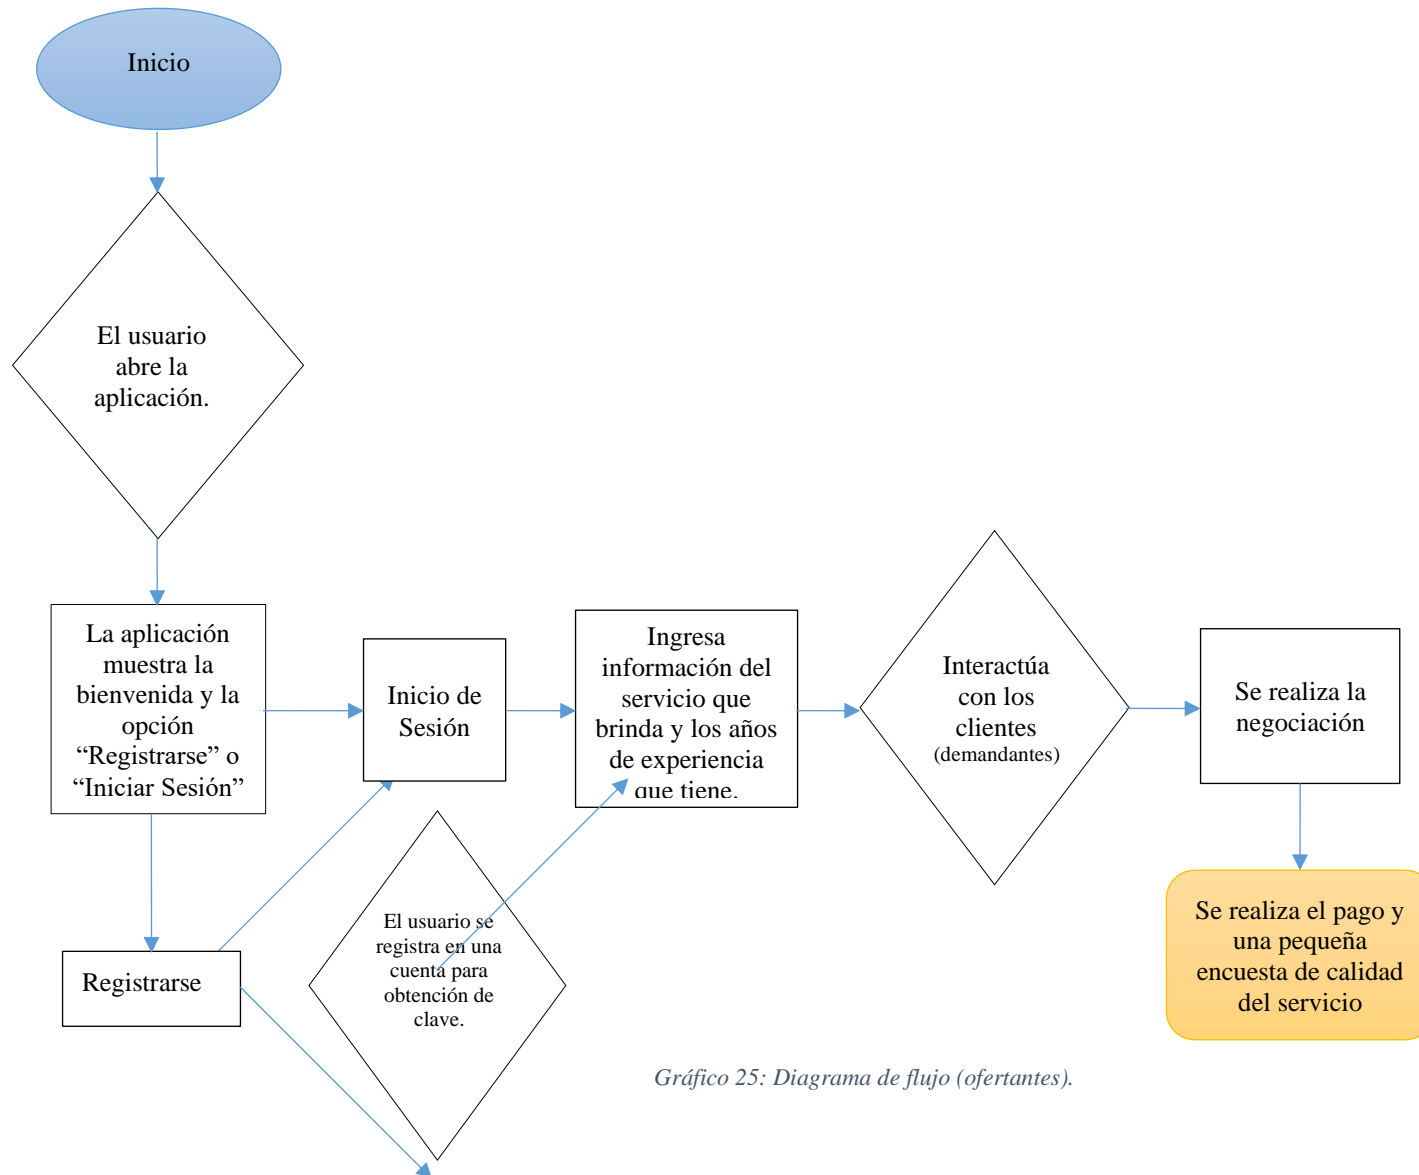 Inicio
El usuario
abre la
aplicación.
La aplicación
muestra la
bienvenida y la
opción
“Registrarse” o
“Iniciar Sesión”
Inicio de
Sesión
Ingresa
información del
servicio que
brinda y los años
de experiencia
que tiene.
Interactúa
con los
clientes
(demandantes)
Se realiza la
negociación
Registrarse
El usuario se
registra en una
cuenta para
obtención de
clave.
Se realiza el pago y
una pequeña
encuesta de calidad
del servicio
Gráfico 25: Diagrama de flujo (ofertantes).